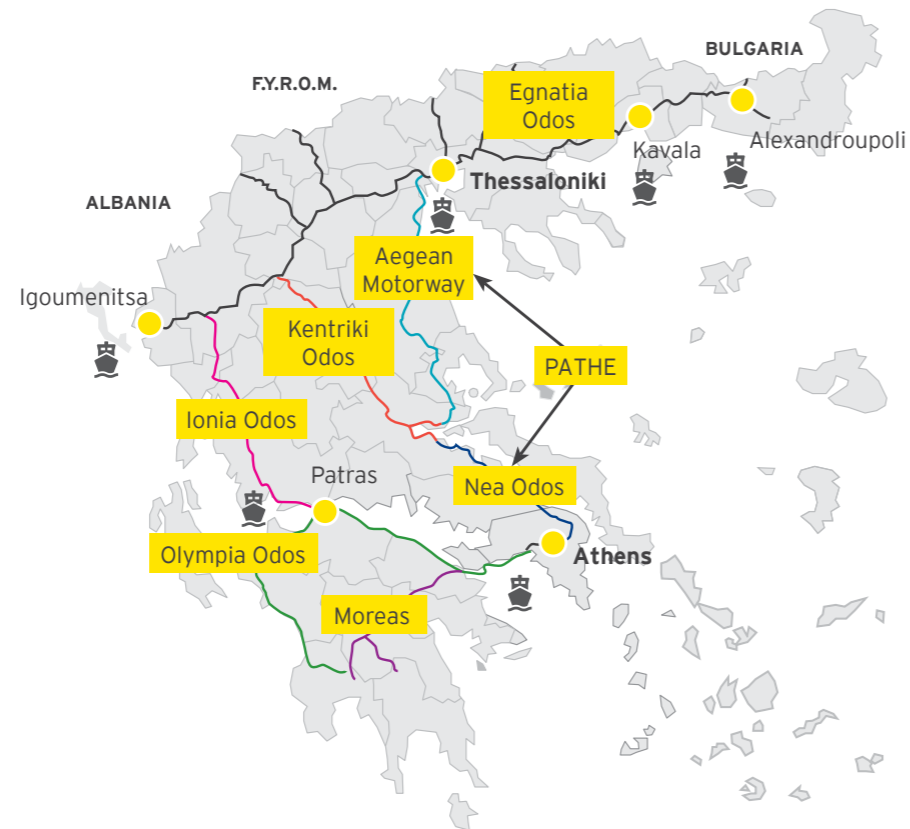 BULGARIA
F.Y.R.O.M.
Egnatia
Odos
Kavala
Alexandroupoli
Thessaloniki
ALBANIA
Aegean
Motorway
Igoumenitsa
Kentriki
Odos
PATHE
Ionia Odos
Patras
Nea Odos
Olympia Odos
Athens
Moreas